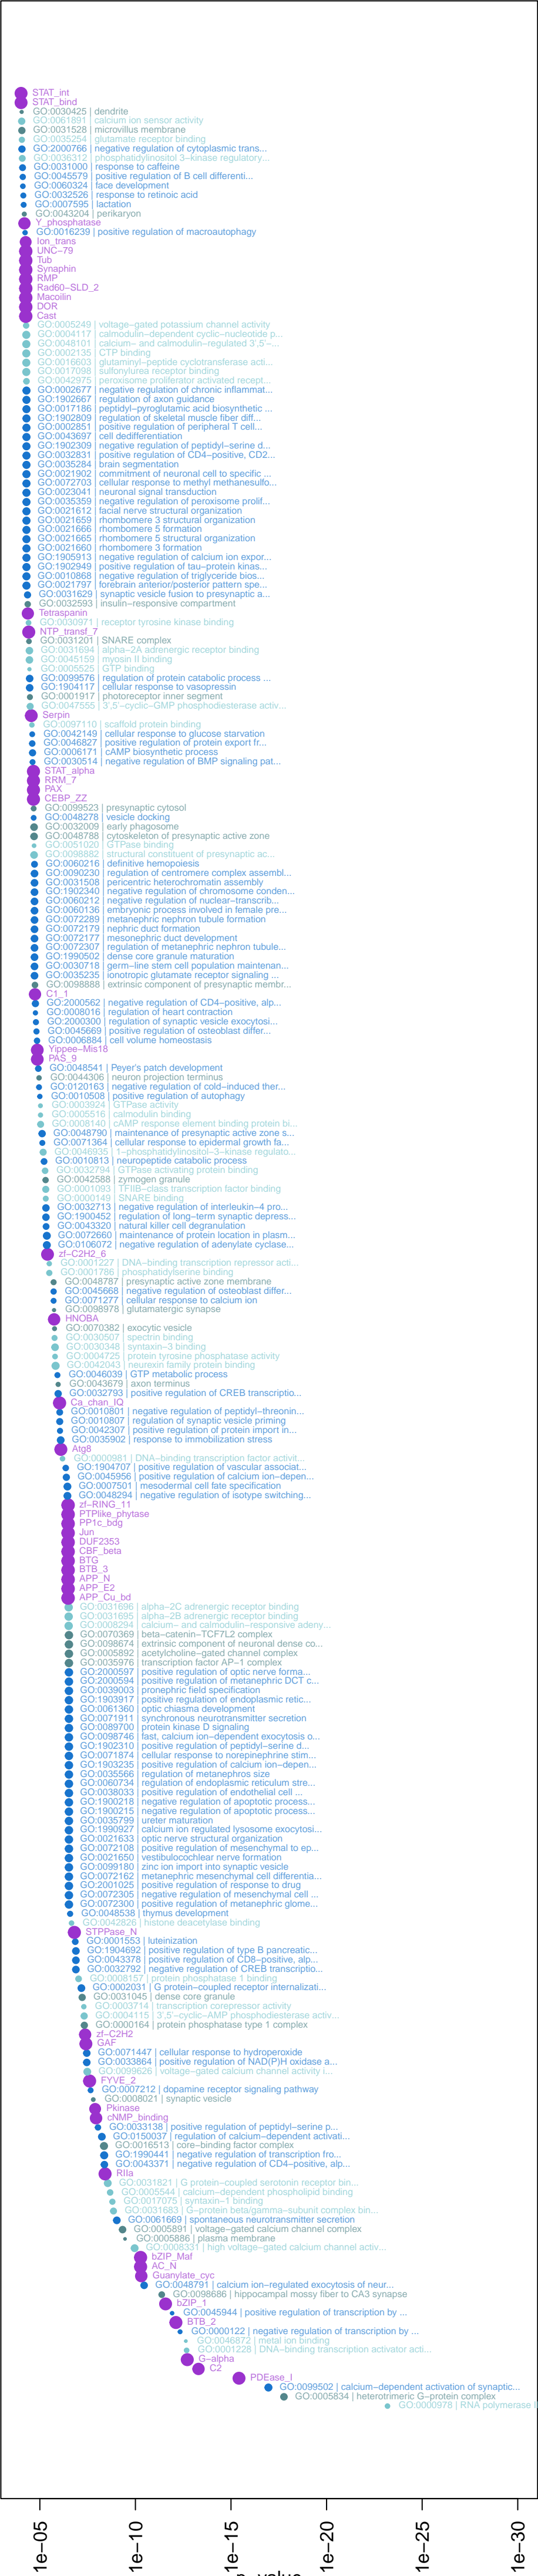 STAT_int
STAT_bind
GO:0030425 | dendrite
GO:0061891 | calcium ion sensor activity
GO:0031528 | microvillus membrane
GO:0035254 | glutamate receptor binding
GO:2000766 | negative regulation of cytoplasmic trans...
GO:0036312 | phosphatidylinositol 3−kinase regulatory...
GO:0031000 | response to caffeine
GO:0045579 | positive regulation of B cell differenti...
GO:0060324 | face development
GO:0032526 | response to retinoic acid
GO:0007595 | lactation
GO:0043204 | perikaryon
Y_phosphatase
GO:0016239 | positive regulation of macroautophagy
Ion_trans
UNC−79
Tub
Synaphin
RMP
Rad60−SLD_2
Macoilin
DOR
Cast
GO:0005249 | voltage−gated potassium channel activity
GO:0004117 | calmodulin−dependent cyclic−nucleotide p...
GO:0048101 | calcium− and calmodulin−regulated 3',5'−...
GO:0002135 | CTP binding
GO:0016603 | glutaminyl−peptide cyclotransferase acti...
GO:0017098 | sulfonylurea receptor binding
GO:0042975 | peroxisome proliferator activated recept...
GO:0002677 | negative regulation of chronic inflammat...
GO:1902667 | regulation of axon guidance
GO:0017186 | peptidyl−pyroglutamic acid biosynthetic ...
GO:1902809 | regulation of skeletal muscle fiber diff...
GO:0002851 | positive regulation of peripheral T cell...
GO:0043697 | cell dedifferentiation
GO:1902309 | negative regulation of peptidyl−serine d...
GO:0032831 | positive regulation of CD4−positive, CD2...
GO:0035284 | brain segmentation
GO:0021902 | commitment of neuronal cell to specific ...
GO:0072703 | cellular response to methyl methanesulfo...
GO:0023041 | neuronal signal transduction
GO:0035359 | negative regulation of peroxisome prolif...
GO:0021612 | facial nerve structural organization
GO:0021659 | rhombomere 3 structural organization
GO:0021666 | rhombomere 5 formation
GO:0021665 | rhombomere 5 structural organization
GO:0021660 | rhombomere 3 formation
GO:1905913 | negative regulation of calcium ion expor...
GO:1902949 | positive regulation of tau−protein kinas...
GO:0010868 | negative regulation of triglyceride bios...
GO:0021797 | forebrain anterior/posterior pattern spe...
GO:0031629 | synaptic vesicle fusion to presynaptic a...
GO:0032593 | insulin−responsive compartment
Tetraspanin
GO:0030971 | receptor tyrosine kinase binding
NTP_transf_7
GO:0031201 | SNARE complex
GO:0031694 | alpha−2A adrenergic receptor binding
GO:0045159 | myosin II binding
GO:0005525 | GTP binding
GO:0099576 | regulation of protein catabolic process ...
GO:1904117 | cellular response to vasopressin
GO:0001917 | photoreceptor inner segment
GO:0047555 | 3',5'−cyclic−GMP phosphodiesterase activ...
Serpin
GO:0097110 | scaffold protein binding
GO:0042149 | cellular response to glucose starvation
GO:0046827 | positive regulation of protein export fr...
GO:0006171 | cAMP biosynthetic process
GO:0030514 | negative regulation of BMP signaling pat...
STAT_alpha
RRM_7
PAX
CEBP_ZZ
GO:0099523 | presynaptic cytosol
GO:0048278 | vesicle docking
GO:0032009 | early phagosome
GO:0048788 | cytoskeleton of presynaptic active zone
GO:0051020 | GTPase binding
GO:0098882 | structural constituent of presynaptic ac...
GO:0060216 | definitive hemopoiesis
GO:0090230 | regulation of centromere complex assembl...
GO:0031508 | pericentric heterochromatin assembly
GO:1902340 | negative regulation of chromosome conden...
GO:0060212 | negative regulation of nuclear−transcrib...
GO:0060136 | embryonic process involved in female pre...
GO:0072289 | metanephric nephron tubule formation
GO:0072179 | nephric duct formation
GO:0072177 | mesonephric duct development
GO:0072307 | regulation of metanephric nephron tubule...
GO:1990502 | dense core granule maturation
GO:0030718 | germ−line stem cell population maintenan...
GO:0035235 | ionotropic glutamate receptor signaling ...
GO:0098888 | extrinsic component of presynaptic membr...
C1_1
GO:2000562 | negative regulation of CD4−positive, alp...
GO:0008016 | regulation of heart contraction
GO:2000300 | regulation of synaptic vesicle exocytosi...
GO:0045669 | positive regulation of osteoblast differ...
GO:0006884 | cell volume homeostasis
Yippee−Mis18
PAS_9
GO:0048541 | Peyer's patch development
GO:0044306 | neuron projection terminus
GO:0120163 | negative regulation of cold−induced ther...
GO:0010508 | positive regulation of autophagy
GO:0003924 | GTPase activity
GO:0005516 | calmodulin binding
GO:0008140 | cAMP response element binding protein bi...
GO:0048790 | maintenance of presynaptic active zone s...
GO:0071364 | cellular response to epidermal growth fa...
GO:0046935 | 1−phosphatidylinositol−3−kinase regulato...
GO:0010813 | neuropeptide catabolic process
GO:0032794 | GTPase activating protein binding
GO:0042588 | zymogen granule
GO:0001093 | TFIIB−class transcription factor binding
GO:0000149 | SNARE binding
GO:0032713 | negative regulation of interleukin−4 pro...
GO:1900452 | regulation of long−term synaptic depress...
GO:0043320 | natural killer cell degranulation
GO:0072660 | maintenance of protein location in plasm...
GO:0106072 | negative regulation of adenylate cyclase...
zf−C2H2_6
GO:0001227 | DNA−binding transcription repressor acti...
GO:0001786 | phosphatidylserine binding
GO:0048787 | presynaptic active zone membrane
GO:0045668 | negative regulation of osteoblast differ...
GO:0071277 | cellular response to calcium ion
GO:0098978 | glutamatergic synapse
HNOBA
GO:0070382 | exocytic vesicle
GO:0030507 | spectrin binding
GO:0030348 | syntaxin−3 binding
GO:0004725 | protein tyrosine phosphatase activity
GO:0042043 | neurexin family protein binding
GO:0046039 | GTP metabolic process
GO:0043679 | axon terminus
GO:0032793 | positive regulation of CREB transcriptio...
Ca_chan_IQ
GO:0010801 | negative regulation of peptidyl−threonin...
GO:0010807 | regulation of synaptic vesicle priming
GO:0042307 | positive regulation of protein import in...
GO:0035902 | response to immobilization stress
Atg8
GO:0000981 | DNA−binding transcription factor activit...
GO:1904707 | positive regulation of vascular associat...
GO:0045956 | positive regulation of calcium ion−depen...
GO:0007501 | mesodermal cell fate specification
GO:0048294 | negative regulation of isotype switching...
zf−RING_11
PTPlike_phytase
PP1c_bdg
Jun
DUF2353
CBF_beta
BTG
BTB_3
APP_N
APP_E2
APP_Cu_bd
GO:0031696 | alpha−2C adrenergic receptor binding
GO:0031695 | alpha−2B adrenergic receptor binding
GO:0008294 | calcium− and calmodulin−responsive adeny...
GO:0070369 | beta−catenin−TCF7L2 complex
GO:0098674 | extrinsic component of neuronal dense co...
GO:0005892 | acetylcholine−gated channel complex
GO:0035976 | transcription factor AP−1 complex
GO:2000597 | positive regulation of optic nerve forma...
GO:2000594 | positive regulation of metanephric DCT c...
GO:0039003 | pronephric field specification
GO:1903917 | positive regulation of endoplasmic retic...
GO:0061360 | optic chiasma development
GO:0071911 | synchronous neurotransmitter secretion
GO:0089700 | protein kinase D signaling
GO:0098746 | fast, calcium ion−dependent exocytosis o...
GO:1902310 | positive regulation of peptidyl−serine d...
GO:0071874 | cellular response to norepinephrine stim...
GO:1903235 | positive regulation of calcium ion−depen...
GO:0035566 | regulation of metanephros size
GO:0060734 | regulation of endoplasmic reticulum stre...
GO:0038033 | positive regulation of endothelial cell ...
GO:1900218 | negative regulation of apoptotic process...
GO:1900215 | negative regulation of apoptotic process...
GO:0035799 | ureter maturation
GO:1990927 | calcium ion regulated lysosome exocytosi...
GO:0021633 | optic nerve structural organization
GO:0072108 | positive regulation of mesenchymal to ep...
GO:0021650 | vestibulocochlear nerve formation
GO:0099180 | zinc ion import into synaptic vesicle
GO:0072162 | metanephric mesenchymal cell differentia...
GO:2001025 | positive regulation of response to drug
GO:0072305 | negative regulation of mesenchymal cell ...
GO:0072300 | positive regulation of metanephric glome...
GO:0048538 | thymus development
GO:0042826 | histone deacetylase binding
STPPase_N
GO:0001553 | luteinization
GO:1904692 | positive regulation of type B pancreatic...
GO:0043378 | positive regulation of CD8−positive, alp...
GO:0032792 | negative regulation of CREB transcriptio...
GO:0008157 | protein phosphatase 1 binding
GO:0002031 | G protein−coupled receptor internalizati...
GO:0031045 | dense core granule
GO:0003714 | transcription corepressor activity
GO:0004115 | 3',5'−cyclic−AMP phosphodiesterase activ...
GO:0000164 | protein phosphatase type 1 complex
zf−C2H2
GAF
GO:0071447 | cellular response to hydroperoxide
GO:0033864 | positive regulation of NAD(P)H oxidase a...
GO:0099626 | voltage−gated calcium channel activity i...
FYVE_2
GO:0007212 | dopamine receptor signaling pathway
GO:0008021 | synaptic vesicle
Pkinase
cNMP_binding
GO:0033138 | positive regulation of peptidyl−serine p...
GO:0150037 | regulation of calcium−dependent activati...
GO:0016513 | core−binding factor complex
GO:1990441 | negative regulation of transcription fro...
GO:0043371 | negative regulation of CD4−positive, alp...
RIIa
GO:0031821 | G protein−coupled serotonin receptor bin...
GO:0005544 | calcium−dependent phospholipid binding
GO:0017075 | syntaxin−1 binding
GO:0031683 | G−protein beta/gamma−subunit complex bin...
GO:0061669 | spontaneous neurotransmitter secretion
GO:0005891 | voltage−gated calcium channel complex
GO:0005886 | plasma membrane
GO:0008331 | high voltage−gated calcium channel activ...
bZIP_Maf
AC_N
Guanylate_cyc
GO:0048791 | calcium ion−regulated exocytosis of neur...
GO:0098686 | hippocampal mossy fiber to CA3 synapse
bZIP_1
GO:0045944 | positive regulation of transcription by ...
BTB_2
GO:0000122 | negative regulation of transcription by ...
GO:0046872 | metal ion binding
GO:0001228 | DNA−binding transcription activator acti...
G−alpha
C2
PDEase_I
GO:0099502 | calcium−dependent activation of synaptic...
GO:0005834 | heterotrimeric G−protein complex
GO:0000978 | RNA polymerase
1e−05
1e−10
1e−15
1e−20
1e−25
1e−30